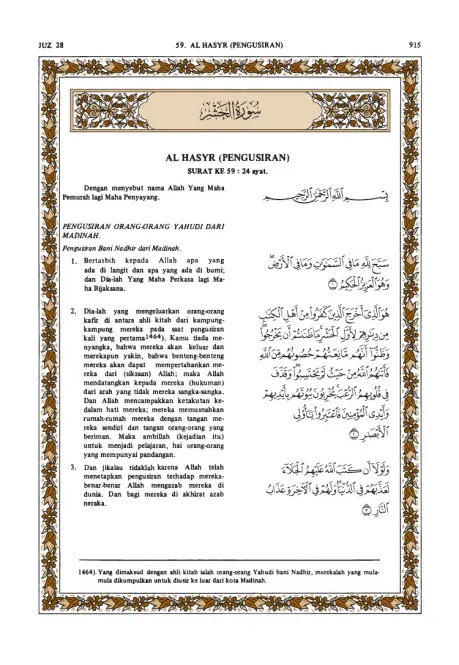 JUZ 28 59. AL HASYR (PENGUSIRAN) 915
سُورَةُ الْحَشْرِ
AL HASYR (PENGUSIRAN)
SURAT KE 59 : 24 ayat.
Dengan menyebut nama Allah Yang Maha
Pemurah lagi Maha Penyayang.
بِسْمِ اللَّهِ الرَّحْمَٰنِ الرَّحِيمِ
PENGUSIRAN ORANG-ORANG YAHUDI DARI
MADINAH.
Pengusiran Bani Nadhir dari Madinah.
1. Bertasbih kepada Allah apa yang
ada di langit dan apa yang ada di bumi;
dan Dia-lah Yang Maha Perkasa lagi Ma-
ha Bijaksana.
سَبَّحَ لِلَّهِ مَا فِي السَّمَٰوَٰتِ وَمَا فِي الْأَرْضِ
وَهُوَ الْعَزِيزُ الْحَكِيمُ ١
2. Dia-lah yang mengeluarkan orang-orang
kafir di antara ahli kitab dari kampung-
kampung mereka pada saat pengusiran
kali yang pertama1464). Kamu tiada me-
nyangka, bahwa mereka akan keluar dan
merekapun yakin, bahwa benteng-benteng
mereka akan dapat mempertahankan me-
reka dari (siksaan) Allah; maka Allah
mendatangkan kepada mereka (hukuman)
dari arah yang tidak mereka sangka-sangka.
Dan Allah mencampakkan ketakutan ke-
dalam hati mereka; mereka memusnahkan
rumah-rumah mereka dengan tangan me-
reka sendiri dan tangan orang-orang yang
beriman. Maka ambillah (kejadian itu)
untuk menjadi pelajaran, hai orang-orang
yang mempunyai pandangan.
هُوَ الَّذِي أَخْرَجَ الَّذِينَ كَفَرُوا مِنْ أَهْلِ الْكِتَٰبِ
مِن دِيَٰرِهِمْ لِأَوَّلِ الْحَشْرِ مَا ظَنَنتُمْ أَن يَخْرُجُوا
وَظَنُّوا أَنَّهُم مَّانِعَتُهُمْ حُصُونُهُم مِّنَ اللَّهِ
فَأَتَىٰهُمُ اللَّهُ مِنْ حَيْثُ لَمْ يَحْتَسِبُوا وَقَذَفَ
فِي قُلُوبِهِمُ الرُّعْبَ يُخْرِبُونَ بُيُوتَهُم بِأَيْدِيهِمْ
وَأَيْدِي الْمُؤْمِنِينَ فَاعْتَبِرُوا يَٰأُولِي
الْأَبْصَٰرِ ٢
3. Dan jikalau tidaklah karena Allah telah
menetapkan pengusiran terhadap mereka-
benar-benar Allah mengazab mereka di
dunia. Dan bagi mereka di akhirat azab
neraka.
وَلَوْلَا أَن كَتَبَ اللَّهُ عَلَيْهِمُ الْجَلَاءَ
لَعَذَّبَهُمْ فِي الدُّنْيَا وَلَهُمْ فِي الْآخِرَةِ عَذَابُ
النَّارِ ٣
1464). Yang dimaksud dengan ahli kitab ialah orang-orang Yahudi bani Nadhir, merekalah yang mula-
mula dikumpulkan untuk diusir ke luar dari kota Madinah.